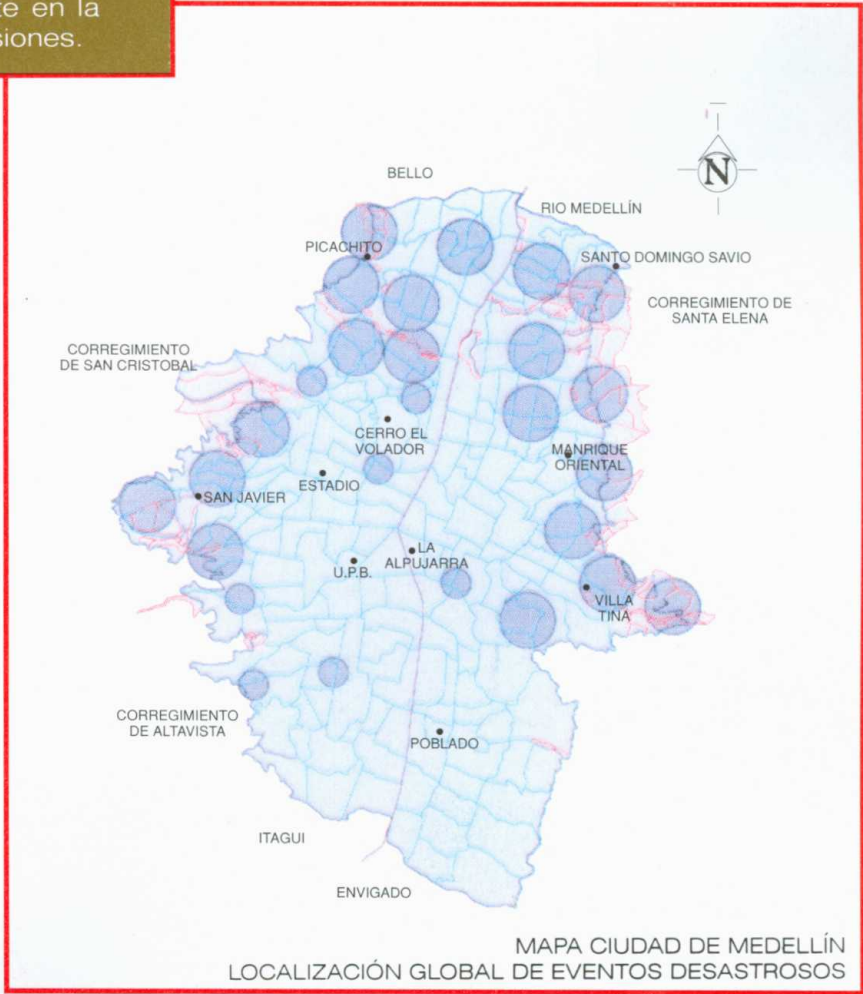 te en la
siones.
N
BELLO
RIO MEDELLÍN
PICACHITO
SANTO DOMINGO SAVIO
CORREGIMIENTO DE
SANTA ELENA
CORREGIMIENTO
DE SAN CRISTOBAL
CERRO EL
VOLADOR
MANRIQUE
ORIENTAL
ESTADIO
SAN JAVIER
LA
ALPUJARRA
U.P.B.
VILLA
TINA
CORREGIMIENTO
DE ALTAVISTA
POBLADO
ITAGUI
ENVIGADO
MAPA CIUDAD DE MEDELLÍN
LOCALIZACIÓN GLOBAL DE EVENTOS DESASTROSOS